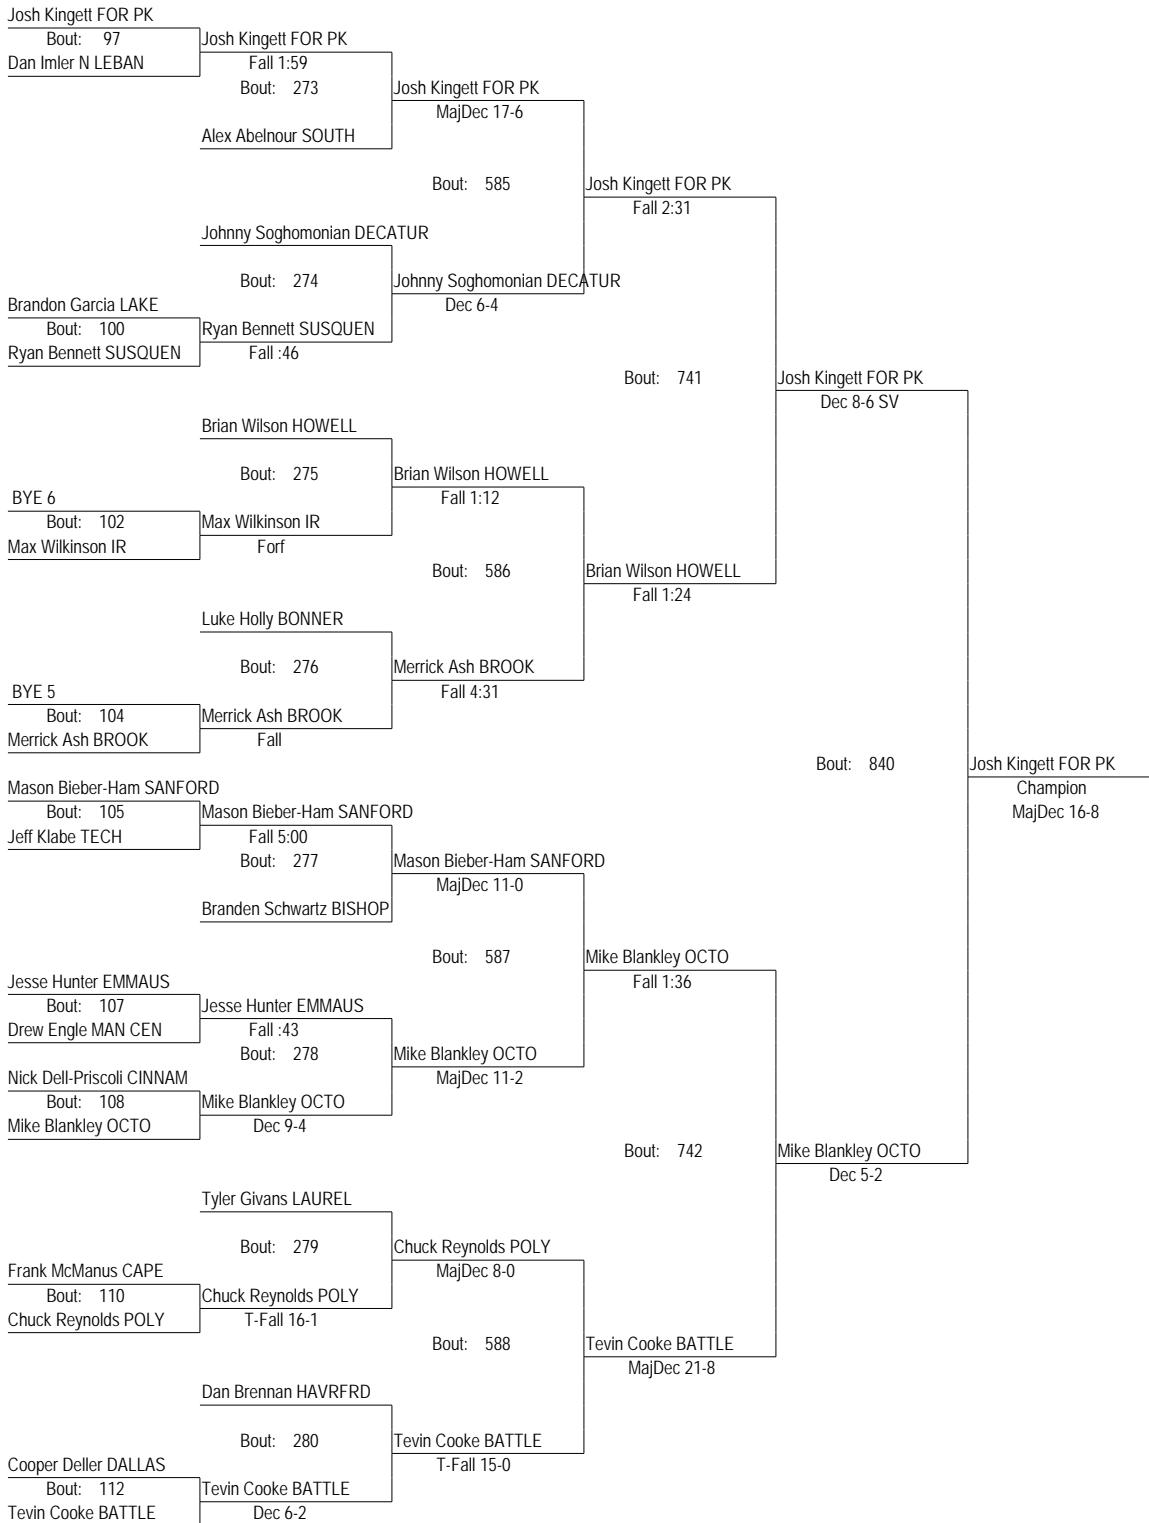 Josh Kingett FOR PK
Bout: 97
Dan Imler N LEBAN
Josh Kingett FOR PK
Fall 1:59
Bout: 273
Alex Abelnour SOUTH
Josh Kingett FOR PK
MajDec 17-6
Bout: 585
Josh Kingett FOR PK
Fall 2:31
Johnny Soghomonian DECATUR
Bout: 274
Johnny Soghomonian DECATUR
Dec 6-4
Brandon Garcia LAKE
Bout: 100
Ryan Bennett SUSQUEN
Ryan Bennett SUSQUEN
Fall :46
Bout: 741
Josh Kingett FOR PK
Dec 8-6 SV
Brian Wilson HOWELL
Bout: 275
Brian Wilson HOWELL
Fall 1:12
BYE 6
Bout: 102
Max Wilkinson IR
Max Wilkinson IR
Forf
Bout: 586
Brian Wilson HOWELL
Fall 1:24
Luke Holly BONNER
Bout: 276
Merrick Ash BROOK
Fall 4:31
BYE 5
Bout: 104
Merrick Ash BROOK
Merrick Ash BROOK
Fall
Bout: 840
Josh Kingett FOR PK
Champion
MajDec 16-8
Mason Bieber-Ham SANFORD
Bout: 105
Jeff Klabe TECH
Mason Bieber-Ham SANFORD
Fall 5:00
Bout: 277
Branden Schwartz BISHOP
Mason Bieber-Ham SANFORD
MajDec 11-0
Bout: 587
Mike Blankley OCTO
Fall 1:36
Jesse Hunter EMMAUS
Bout: 107
Drew Engle MAN CEN
Jesse Hunter EMMAUS
Fall :43
Bout: 278
Mike Blankley OCTO
MajDec 11-2
Nick Dell-Priscoli CINNAM
Bout: 108
Mike Blankley OCTO
Mike Blankley OCTO
Dec 9-4
Bout: 742
Mike Blankley OCTO
Dec 5-2
Tyler Givans LAUREL
Bout: 279
Chuck Reynolds POLY
MajDec 8-0
Frank McManus CAPE
Bout: 110
Chuck Reynolds POLY
Chuck Reynolds POLY
T-Fall 16-1
Bout: 588
Tevin Cooke BATTLE
MajDec 21-8
Dan Brennan HAVRFRD
Bout: 280
Tevin Cooke BATTLE
T-Fall 15-0
Cooper Deller DALLAS
Bout: 112
Tevin Cooke BATTLE
Tevin Cooke BATTLE
Dec 6-2